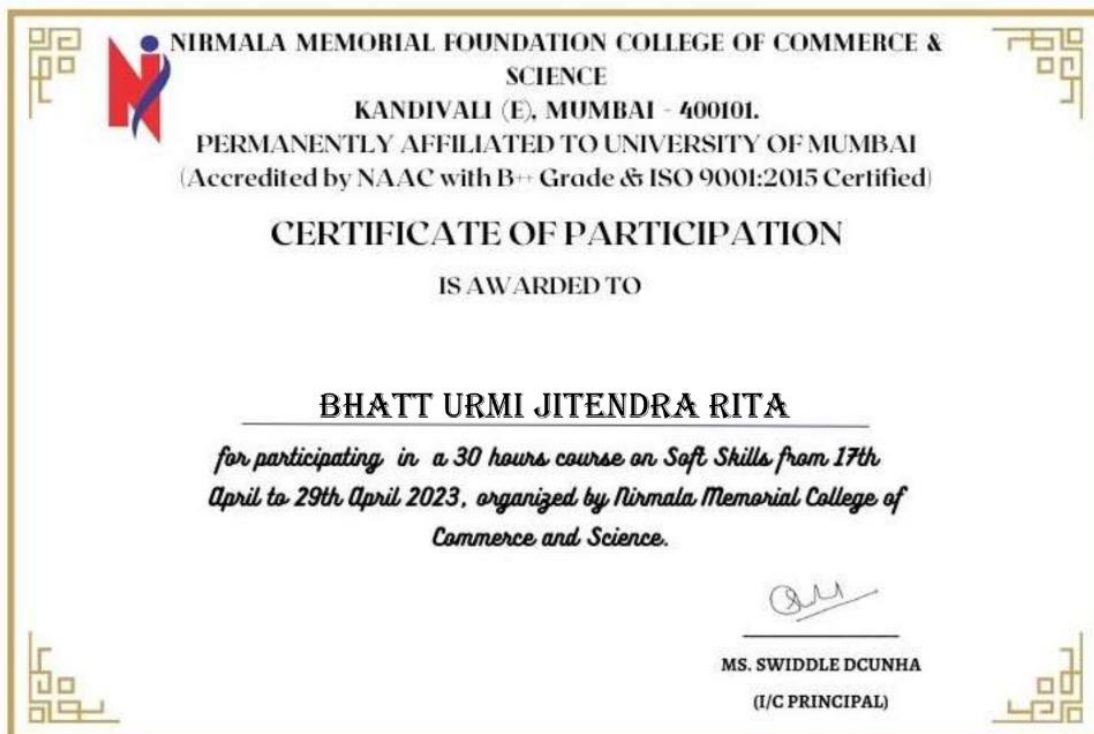 NIRMALA MEMORIAL FOUNDATION COLLEGE OF COMMERCE &
SCIENCE
KANDIVALI (E), MUMBAI - 400101.
PERMANENTLY AFFILIATED TO UNIVERSITY OF MUMBAI
(Accredited by NAAC with B++ Grade & ISO 9001:2015 Certified)
CERTIFICATE OF PARTICIPATION
IS AWARDED TO
BHATT URMI JITENDRA RITA
for participating in a 30 hours course on Soft Skills from 17th
April to 29th April 2023, organized by Nirmala Memorial College of
Commerce and Science.
MS. SWIDDLE DCUNHA
(I/C PRINCIPAL)